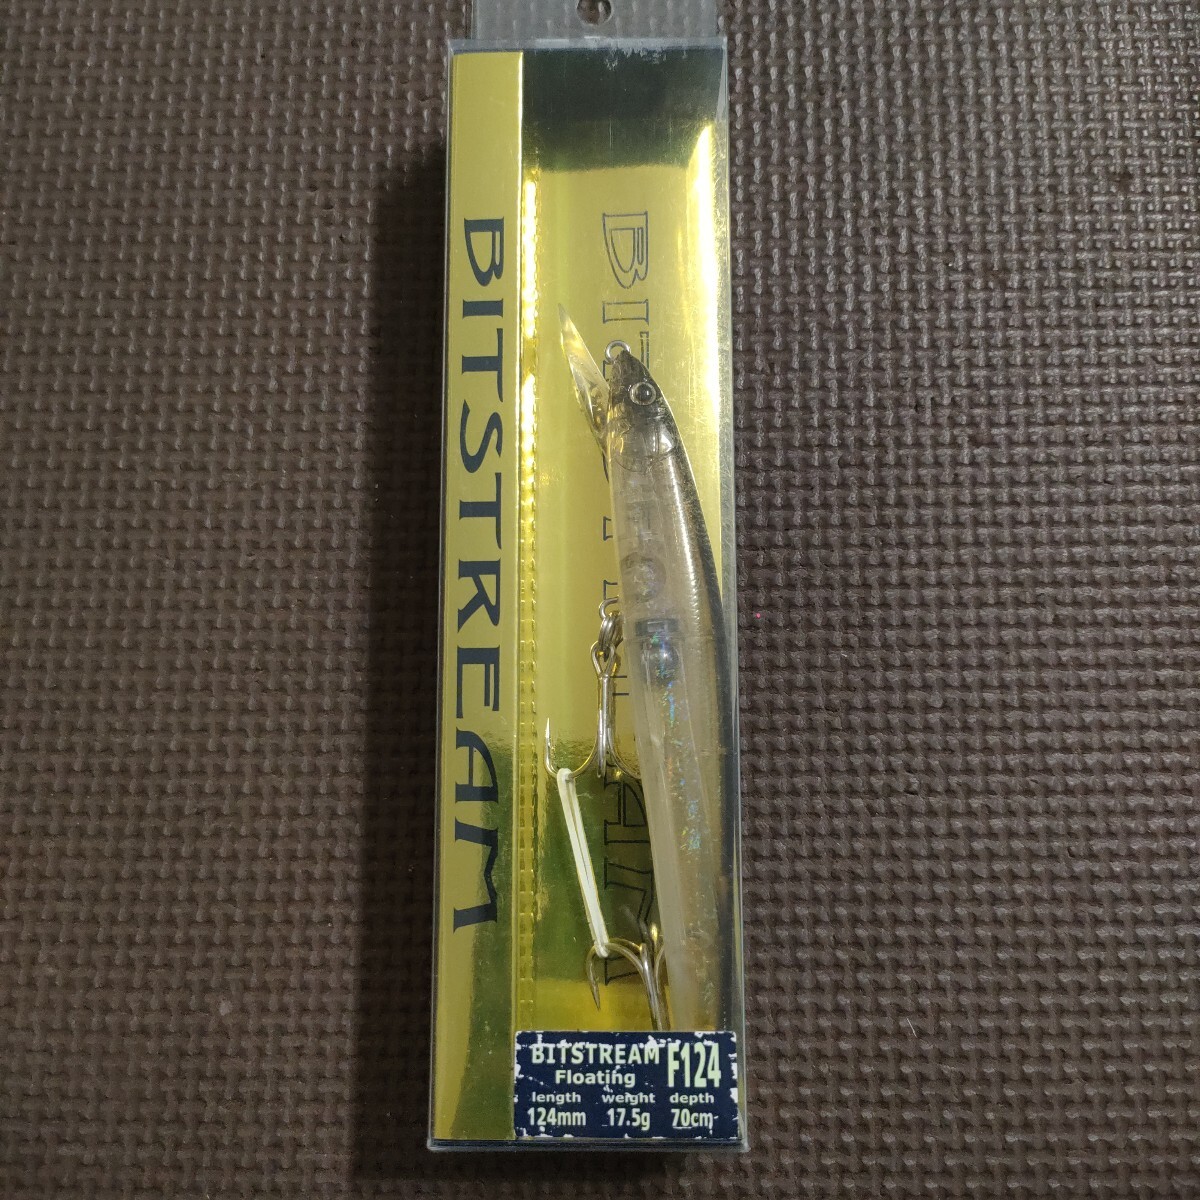 BITSTREAM
BITSTREAM
BITSTREAM F124
Floating
length weight depth
124mm 17.5g 70cm